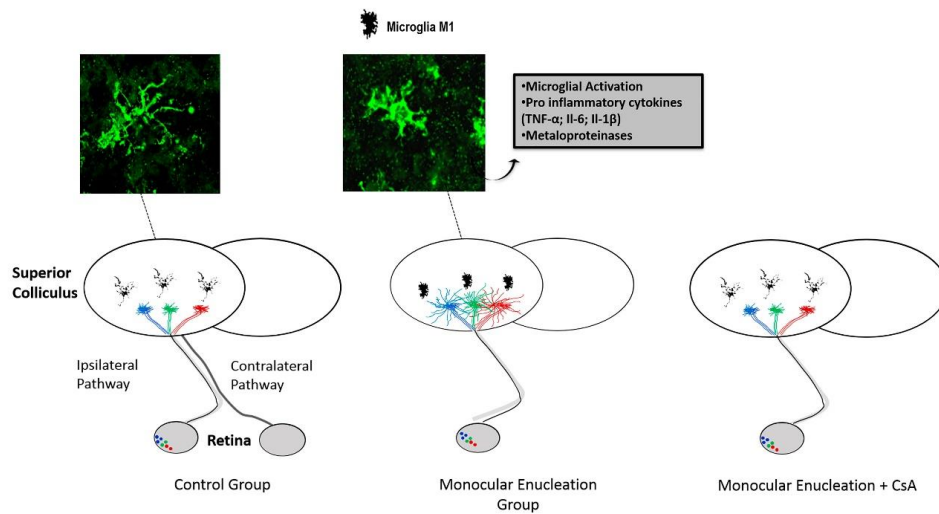 Microglia M1
•Microglial Activation
•Pro inflammatory cytokines
(TNF-α; Il-6; Il-1β)
•Metaloproteinases
Superior
Colliculus
Ipsilateral
Pathway
Contralateral
Pathway
Retina
Control Group
Monocular Enucleation
Group
Monocular Enucleation + CsA